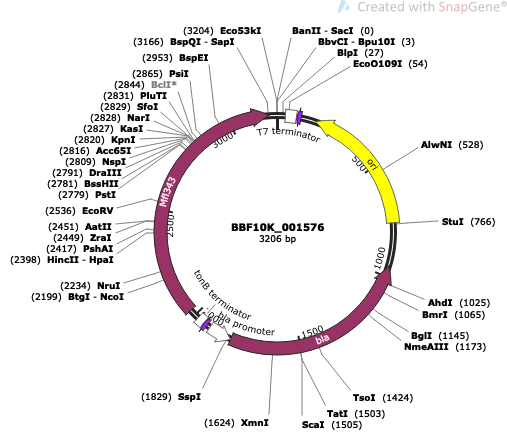 Created with SnapGene®
(3204) Eco53kI
(3166) BspQI - SapI
(2953) BspEI
(2865) PsiI
(2844) BclI*
(2831) PluTI
(2829) SfoI
(2828) NarI
(2827) KasI
(2820) KpnI
(2816) Acc65I
(2809) NspI
(2791) DraIII
(2781) BssHII
(2779) PstI
(2536) EcoRV
(2451) AatII
(2449) ZraI
(2417) PshAI
(2398) HincII - HpaI
(2234) NruI
(2199) BtgI - NcoI
(1829) SspI
(1624) XmnI
BanII - SacI (0)
BbvCI - Bpu10I (3)
BlpI (27)
EcoO109I (54)
AlwNI (528)
StuI (766)
AhdI (1025)
BmrI (1065)
BglI (1145)
NmeAIII (1173)
TsoI (1424)
TatI (1503)
ScaI (1505)
T7 terminator
ori
500
1000
1500
bla
bla promoter
tonB terminator
2000
2500
Mfl343
3000
BBF10K_001576
3206 bp